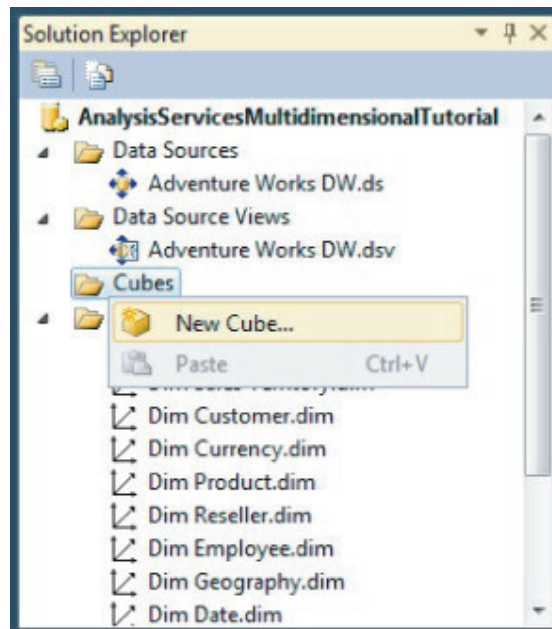 Solution Explorer
AnalysisServicesMultidimensionalTutorial
Data Sources
Adventure Works DW.ds
Data Source Views
Adventure Works DW.dsv
Cubes
New Cube...
Paste Ctrl+V
Dim Customer.dim
Dim Currency.dim
Dim Product.dim
Dim Reseller.dim
Dim Employee.dim
Dim Geography.dim
Dim Date.dim